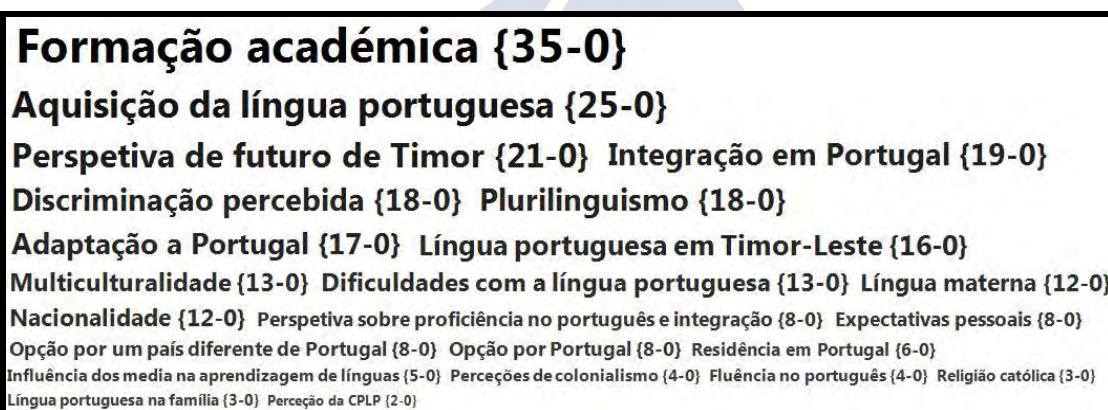 Formação académica {35-0}
Aquisição da língua portuguesa {25-0}
Perspetiva de futuro de Timor {21-0} Integração em Portugal {19-0}
Discriminação percebida {18-0} Plurilinguismo {18-0}
Adaptação a Portugal {17-0} Língua portuguesa em Timor-Leste {16-0}
Multiculturalidade {13-0} Dificuldades com a língua portuguesa {13-0} Língua materna {12-0}
Nacionalidade {12-0} Perspetiva sobre proficiência no português e integração {8-0} Expectativas pessoais {8-0}
Opção por um país diferente de Portugal {8-0} Opção por Portugal {8-0} Residência em Portugal {6-0}
Influência dos media na aprendizagem de línguas {5-0} Perceções de colonialismo {4-0} Fluência no português {4-0} Religião católica {3-0}
Língua portuguesa na família {3-0} Perceção da CPLP {2-0}